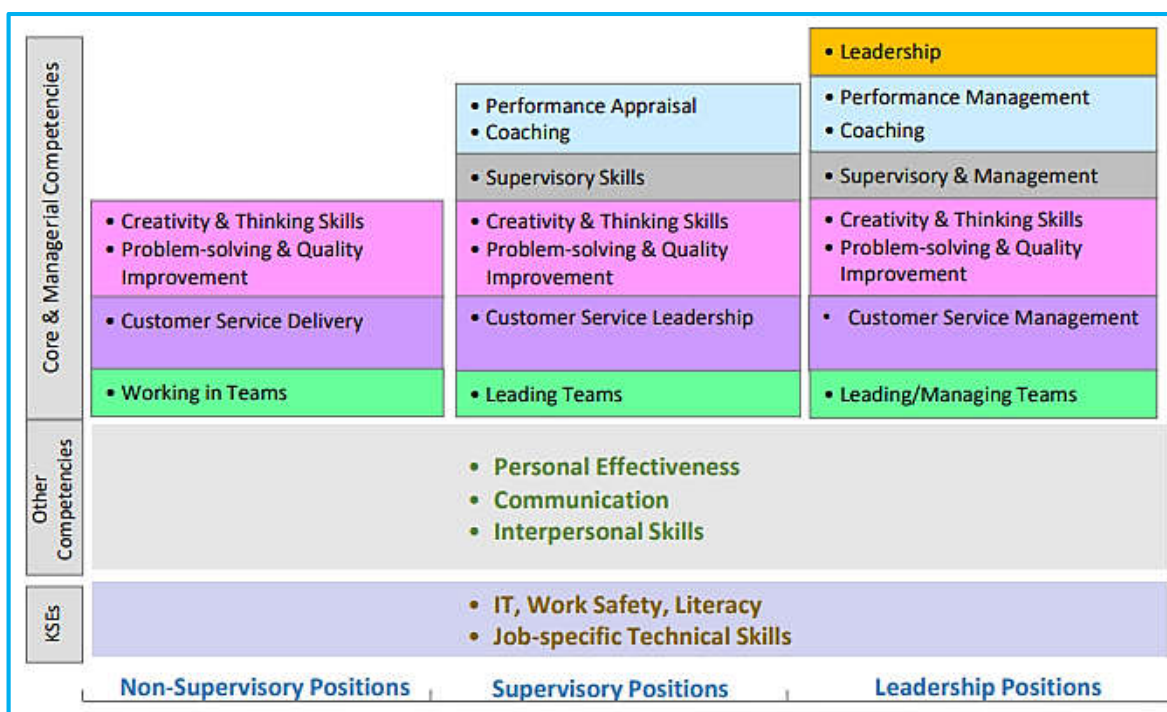 Core & Managerial Competencies
• Leadership
• Performance Appraisal
• Coaching
• Performance Management
• Coaching
• Supervisory Skills
• Supervisory & Management
• Creativity & Thinking Skills
• Problem-solving & Quality
Improvement
• Creativity & Thinking Skills
• Problem-solving & Quality
Improvement
• Creativity & Thinking Skills
• Problem-solving & Quality
Improvement
• Customer Service Delivery
• Customer Service Leadership
• Customer Service Management
• Working in Teams
• Leading Teams
• Leading/Managing Teams
Other
Competencies
• Personal Effectiveness
• Communication
• Interpersonal Skills
KSEs
• IT, Work Safety, Literacy
• Job-specific Technical Skills
Non-Supervisory Positions
Supervisory Positions
Leadership Positions